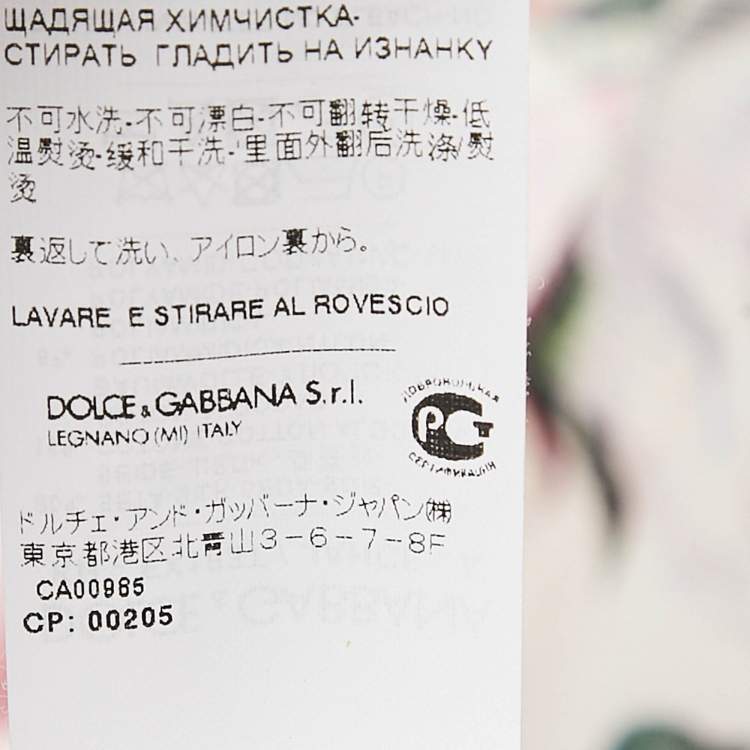 ЩАДЯЩАЯ ХИМЧИСТКА-
СТИРАТЬ ГЛАДИТЬ НА ИЗНАНКУ
不可水洗-不可漂白-不可翻转干燥-低
温熨烫-缓和干洗-里面外翻后洗涤/熨
烫
裏返して洗い、アイロン裏から。
LAVARE E STIRARE AL ROVESCIO
DOLCE & GABBANA S.r.l.
LEGNANO (MI) ITALY
ДОБРОВОЛЬНАЯ
РСТ
СЕРТИФИКАЦИЯ
ドルチェ・アンド・ガッバーナ・ジャパン㈱
東京都港区北青山3-6-7-8F
CA00985
CP: 00205